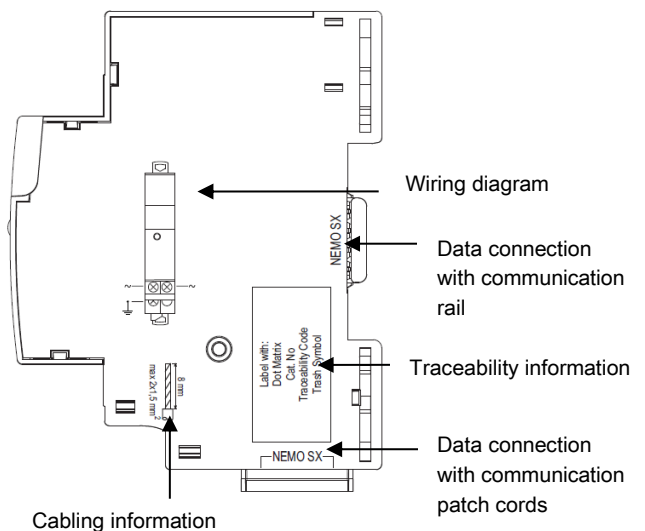 Wiring diagram
NEMO SX
Data connection
with communication
rail
Label with:
Dot Matrix
Cat. No
Traceability Code
Trash Symbol
Traceability information
8 mm
max 2x1,5 mm²
Data connection
with communication
patch cords
NEMO SX
Cabling information